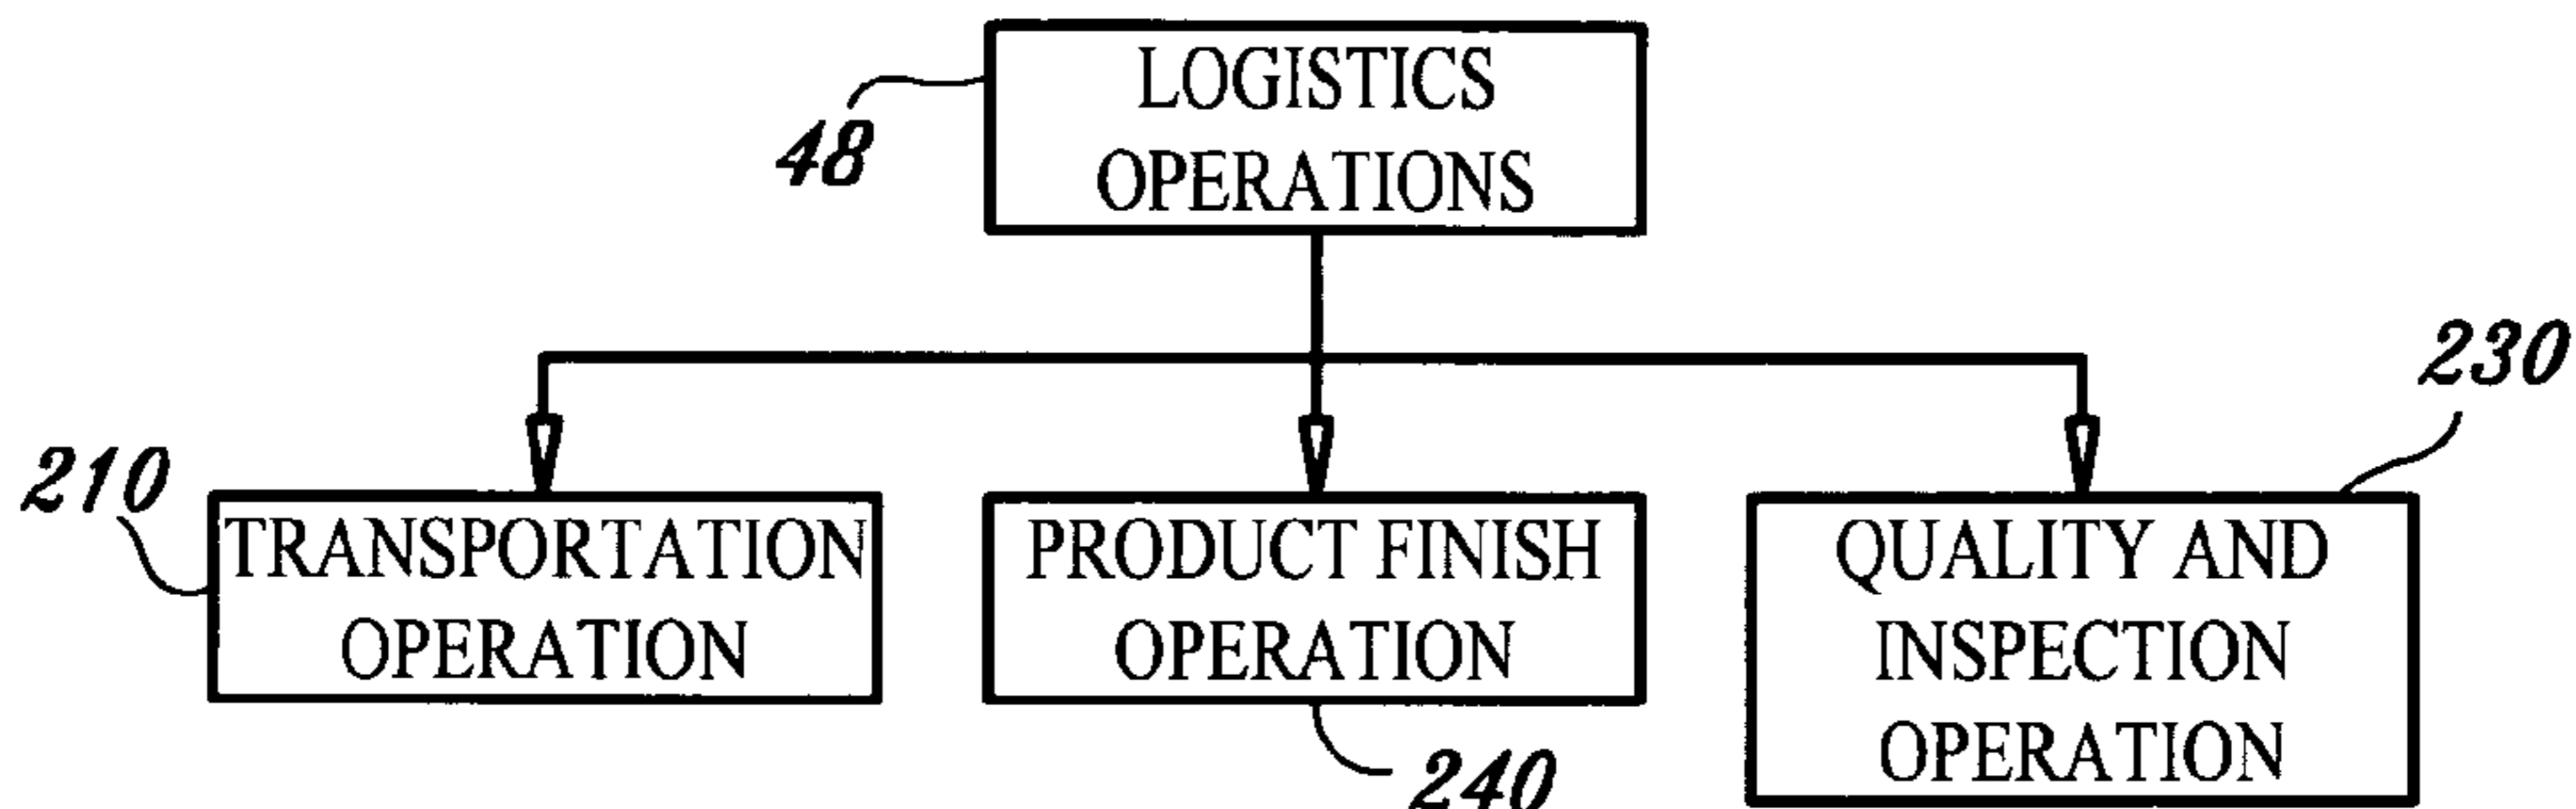 LOGISTICS
OPERATIONS
48
230
210
TRANSPORTATION
OPERATION
PRODUCT FINISH
OPERATION
240
QUALITY AND
INSPECTION
OPERATION